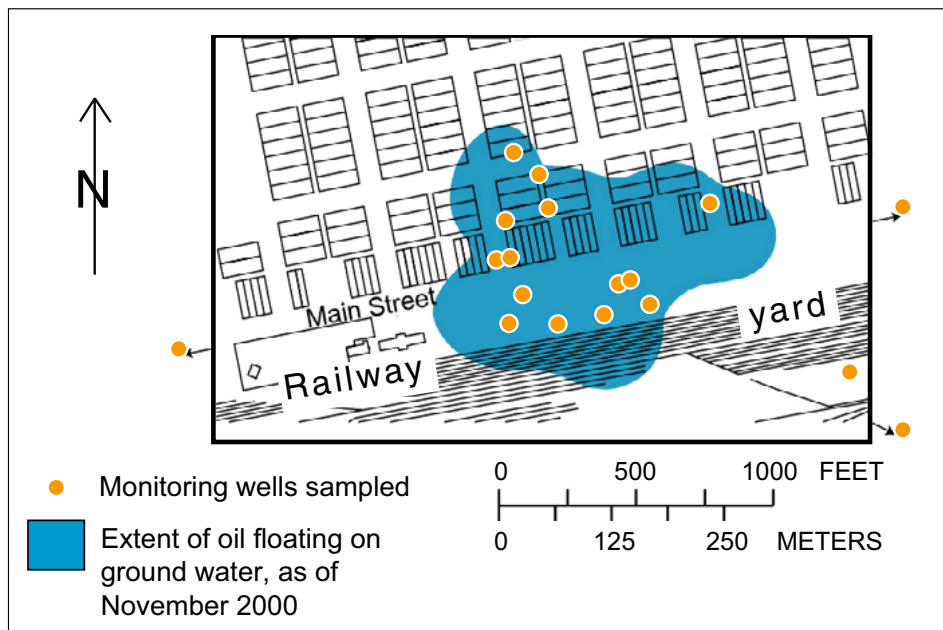 N
Main Street
Railway
yard
Monitoring wells sampled
Extent of oil floating on
ground water, as of
November 2000
0 500 1000 FEET
0 125 250 METERS